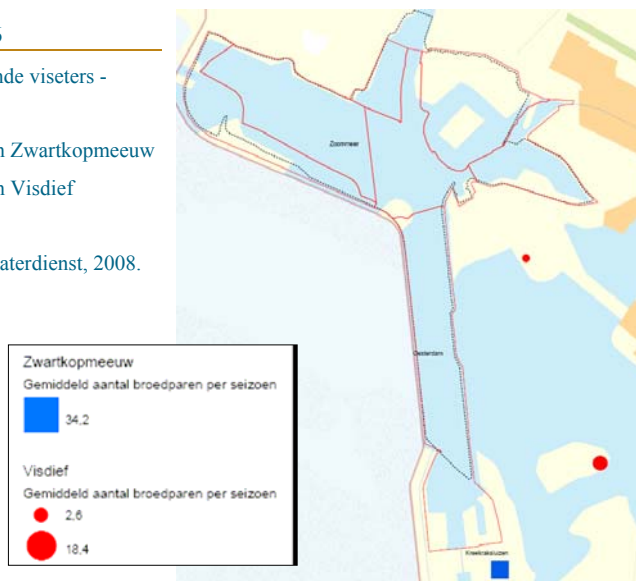 nde viseters -
n Zwartkopmeeuw
n Visdief
aterdienst, 2008.
Zoommeer
Oesterdam
Kreekraksluizen
Zwartkopmeeuw
Gemiddeld aantal broedparen per seizoen
34,2
Visdief
Gemiddeld aantal broedparen per seizoen
2,6
18,4